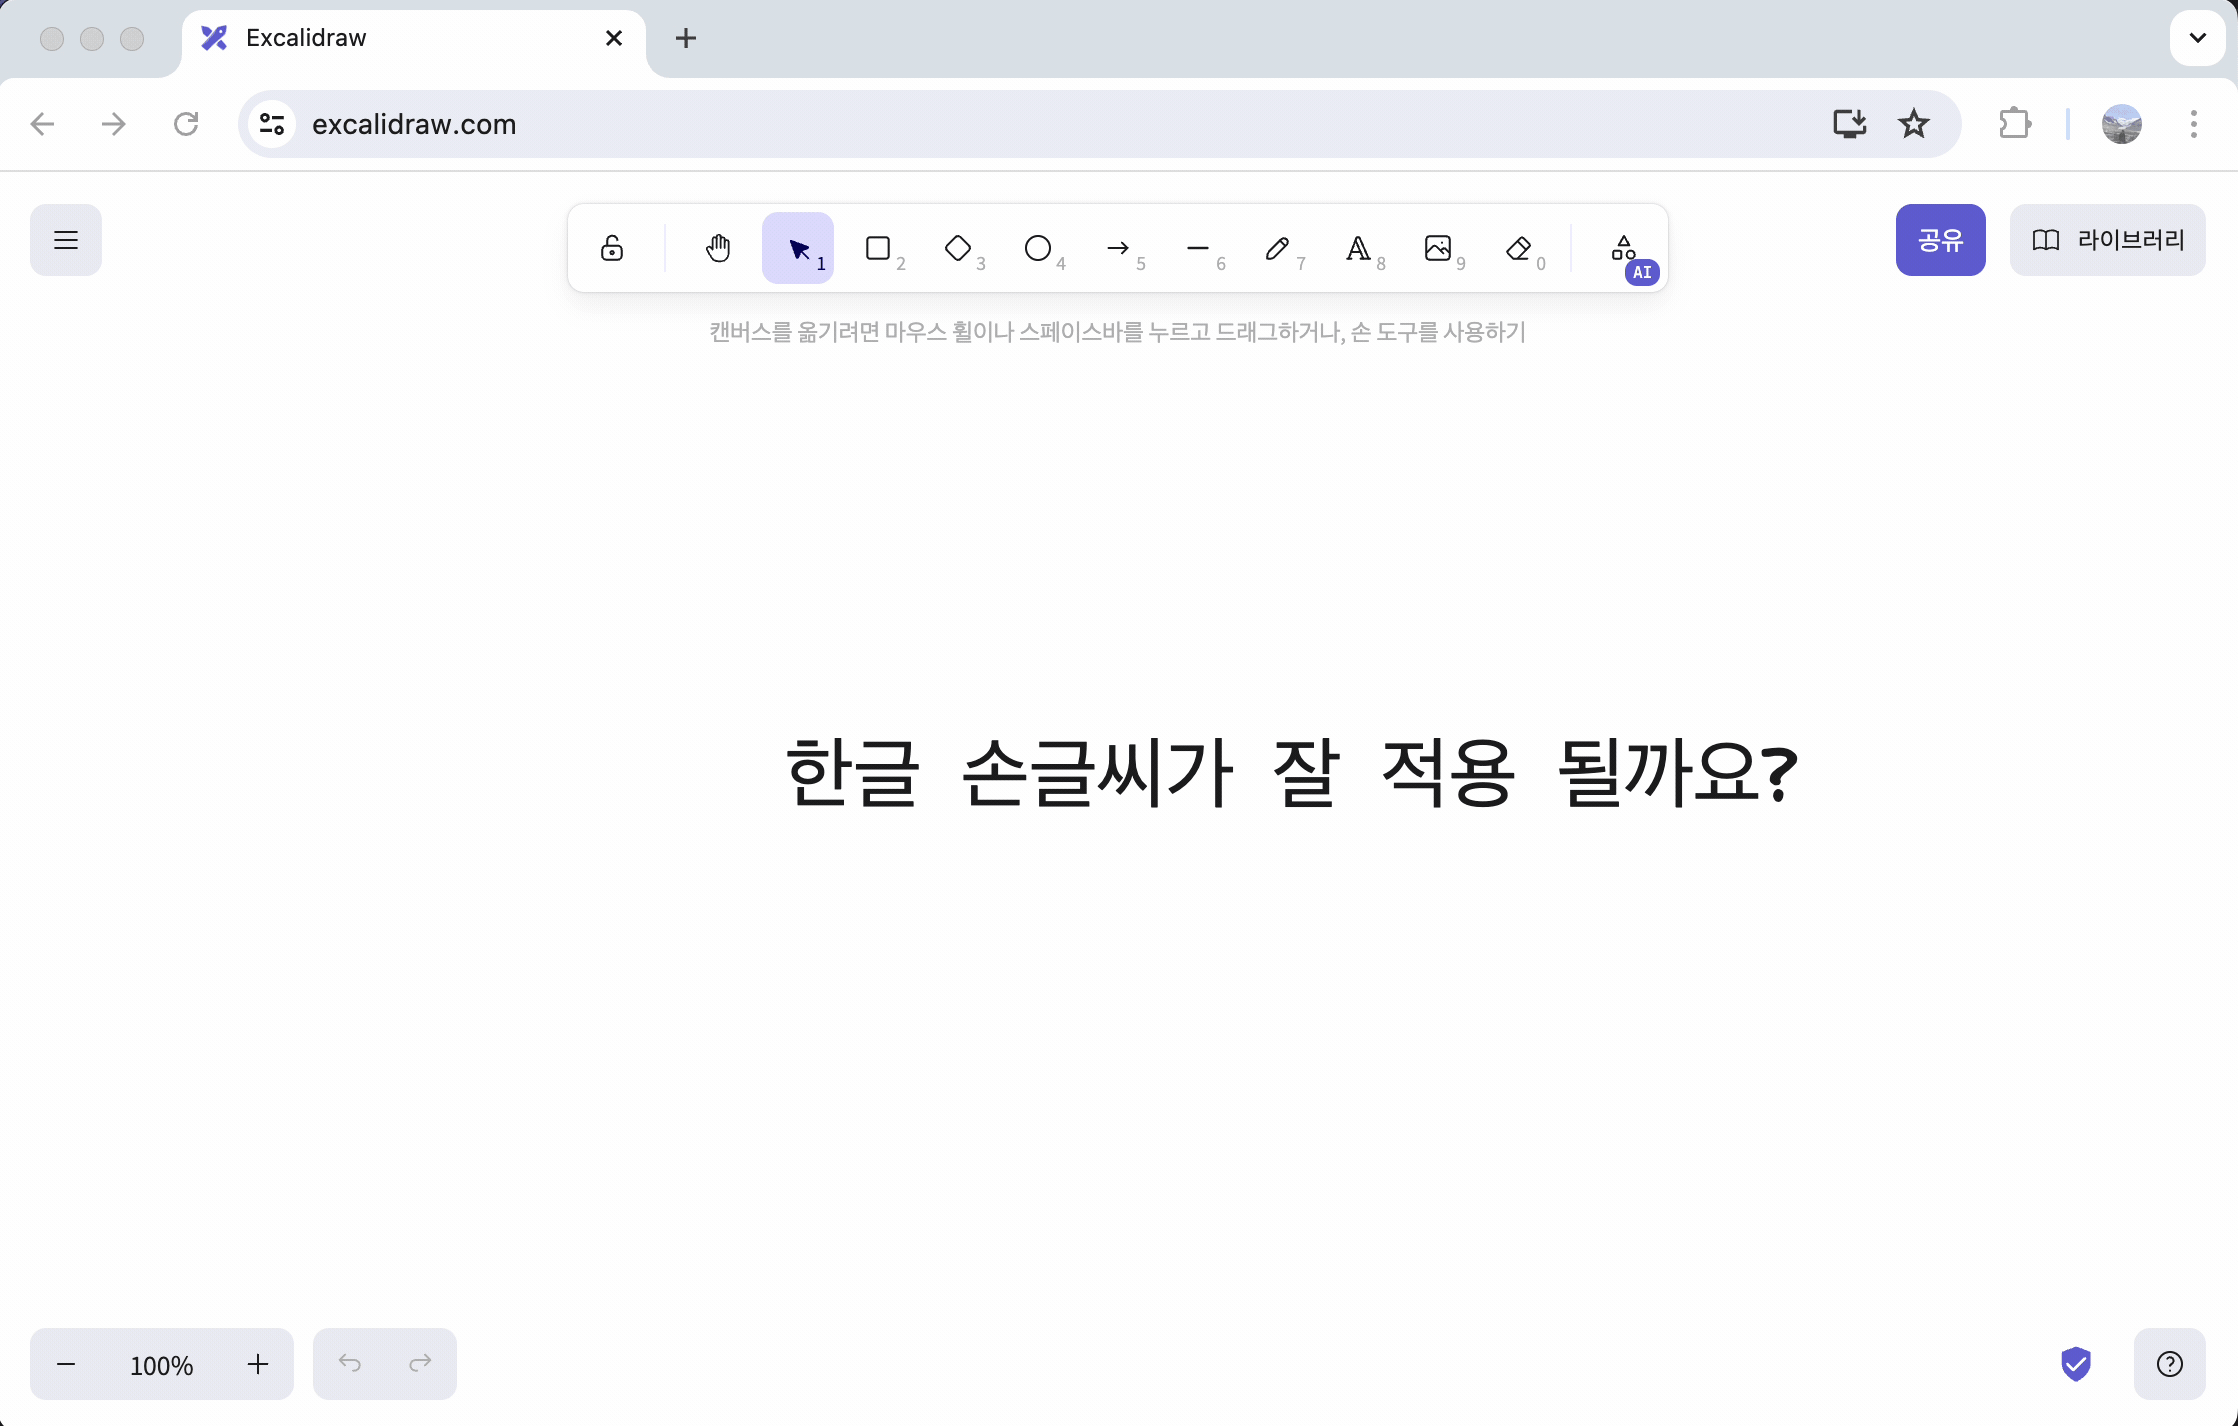 Excalidraw
excalidraw.com
1
2
3
4
5
6
7
A 8
9
0
AI
공유
라이브러리
캔버스를 옮기려면 마우스 휠이나 스페이스바를 누르고 드래그하거나, 손 도구를 사용하기
한글 손글씨가 잘 적용 될까요?
100%